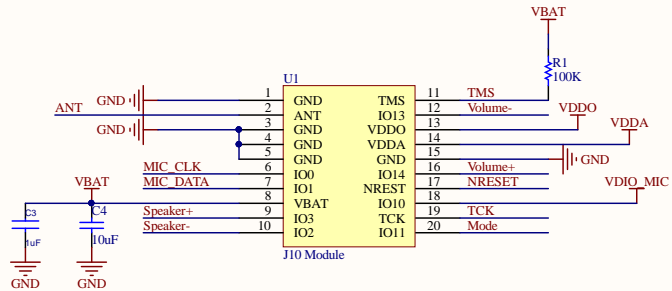 VBAT
R1
100K
U1
GND 1 GND TMS 11 TMS
ANT 2 ANT IO13 12 Volume-
GND 3 GND VDDO 13 VDDO
4 GND VDDA 14 VDDA
5 GND GND 15 GND
MIC_CLK 6 IO0 IO14 16 Volume+
MIC_DATA 7 IO1 NREST 17 NRESET
VBAT 8 VBAT IO10 18 VDIO_MIC
Speaker+ 9 IO3 TCK 19 TCK
Speaker- 10 IO2 IO11 20 Mode
J10 Module
C3
1uF
C4
10uF
GND
GND